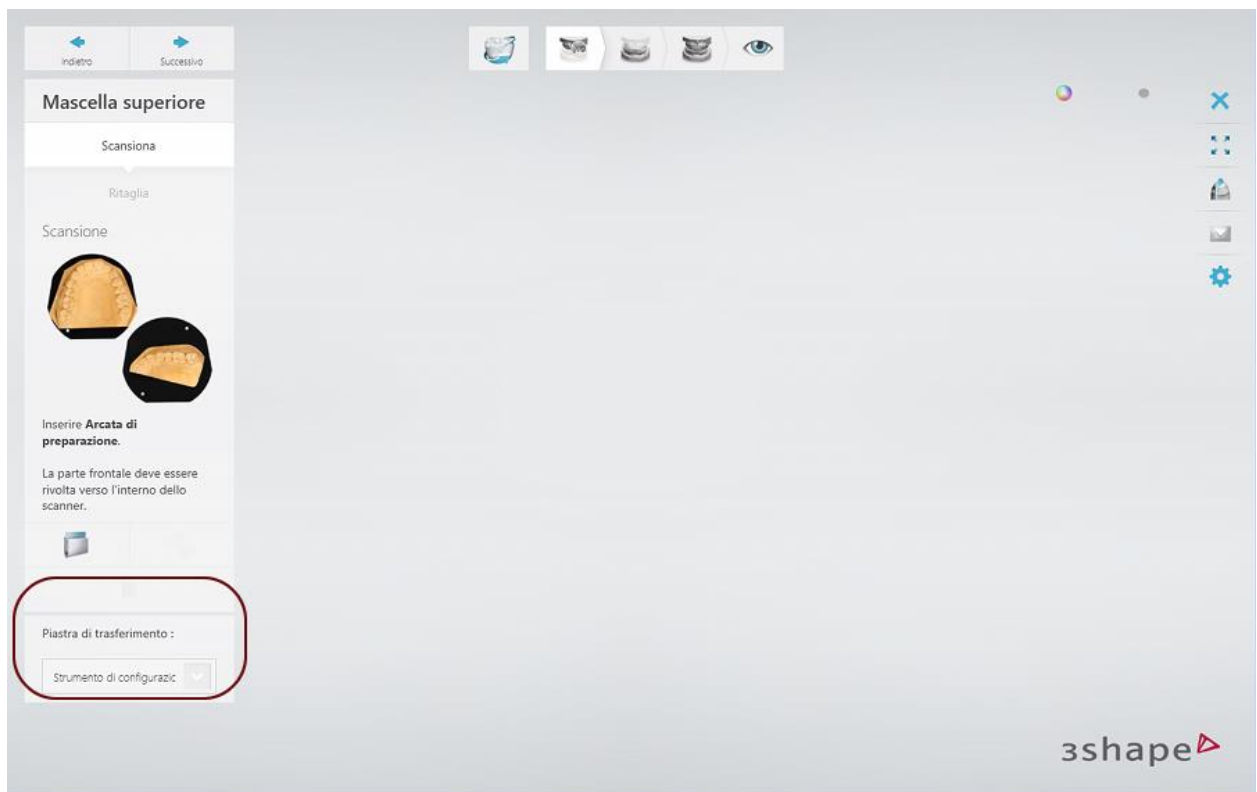 Indietro Successivo
Mascella superiore
Scansiona
Ritaglia
Scansione
Inserire Arcata di
preparazione.
La parte frontale deve essere
rivolta verso l'interno dello
scanner.
Piastra di trasferimento :
Strumento di configurazic
3shape